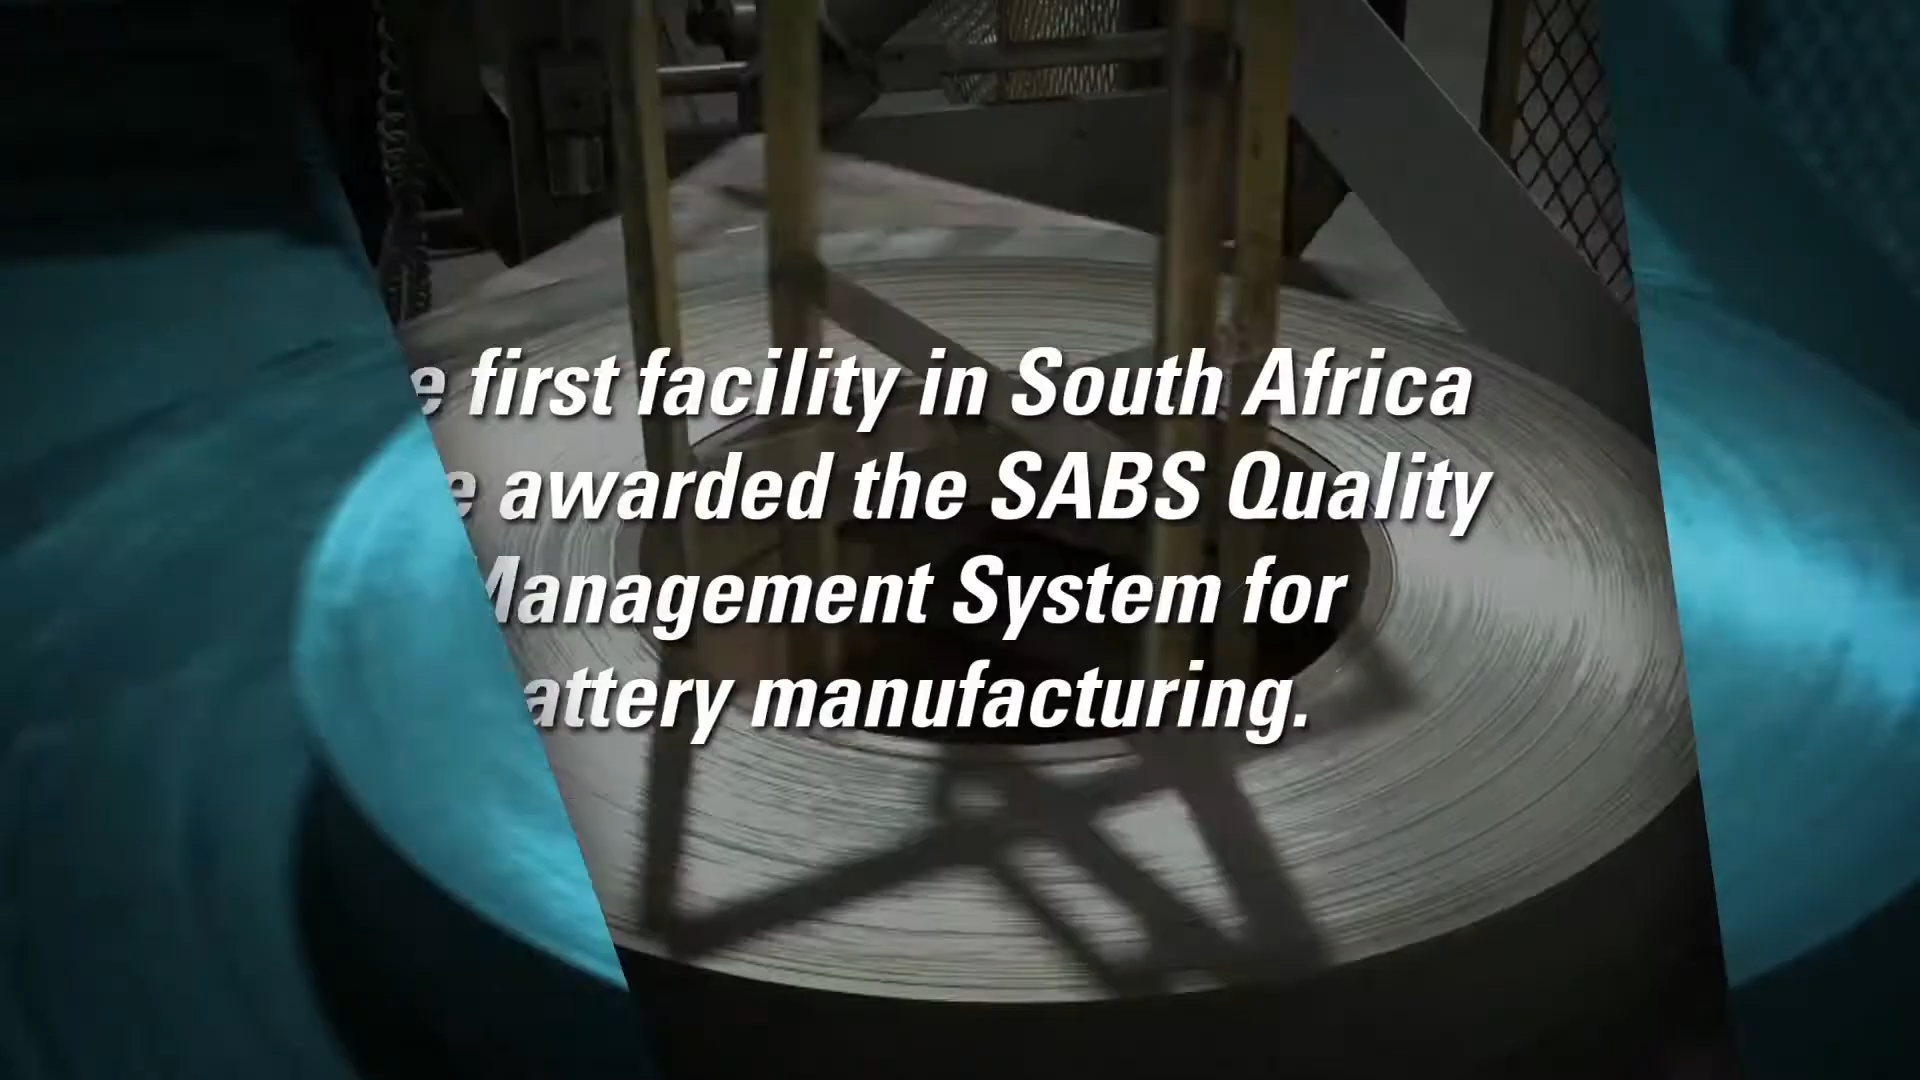 e first facility in South Africa
e awarded the SABS Quality
Management System for
attery manufacturing.